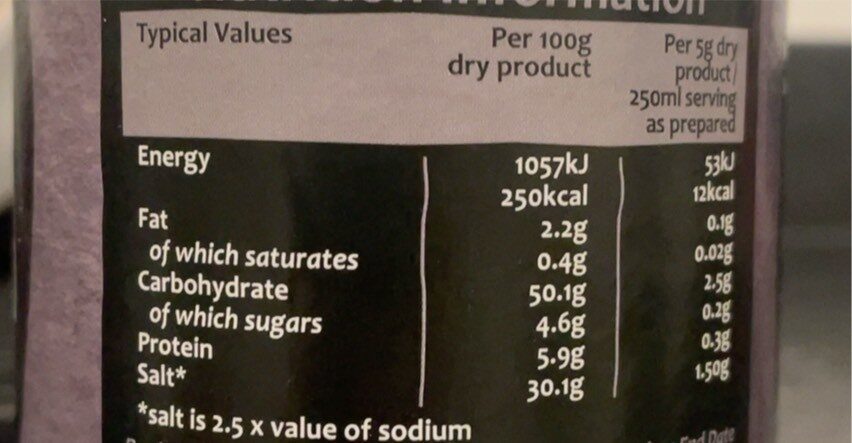 Nutrition Information
Typical Values Per 100g dry product Per 5g dry product/ 250ml serving as prepared
Energy 1057kJ 53kJ
250kcal 12kcal
Fat 2.2g 0.1g
of which saturates 0.4g 0.02g
Carbohydrate 50.1g 2.5g
of which sugars 4.6g 0.2g
Protein 5.9g 0.3g
Salt* 30.1g 1.50g
*salt is 2.5 x value of sodium